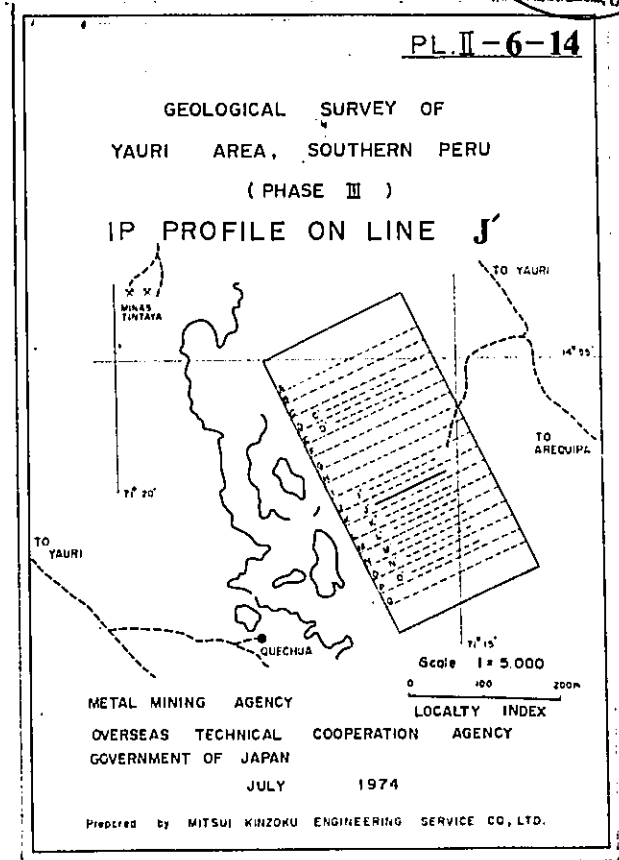 PL.II-6-14
GEOLOGICAL SURVEY OF
YAURI AREA, SOUTHERN PERU
( PHASE III )
IP PROFILE ON LINE J′
TO YAURI
MINAS
TINTAYA
14° 55'
TO
AREQUIPA
71° 20'
TO
YAURI
QUECHUA
71° 15'
Scale 1 = 5.000
0 100 200m
LOCALTY INDEX
METAL MINING AGENCY
OVERSEAS TECHNICAL COOPERATION AGENCY
GOVERNMENT OF JAPAN
JULY 1974
Prepared by MITSUI KINZOKU ENGINEERING SERVICE CO, LTD.